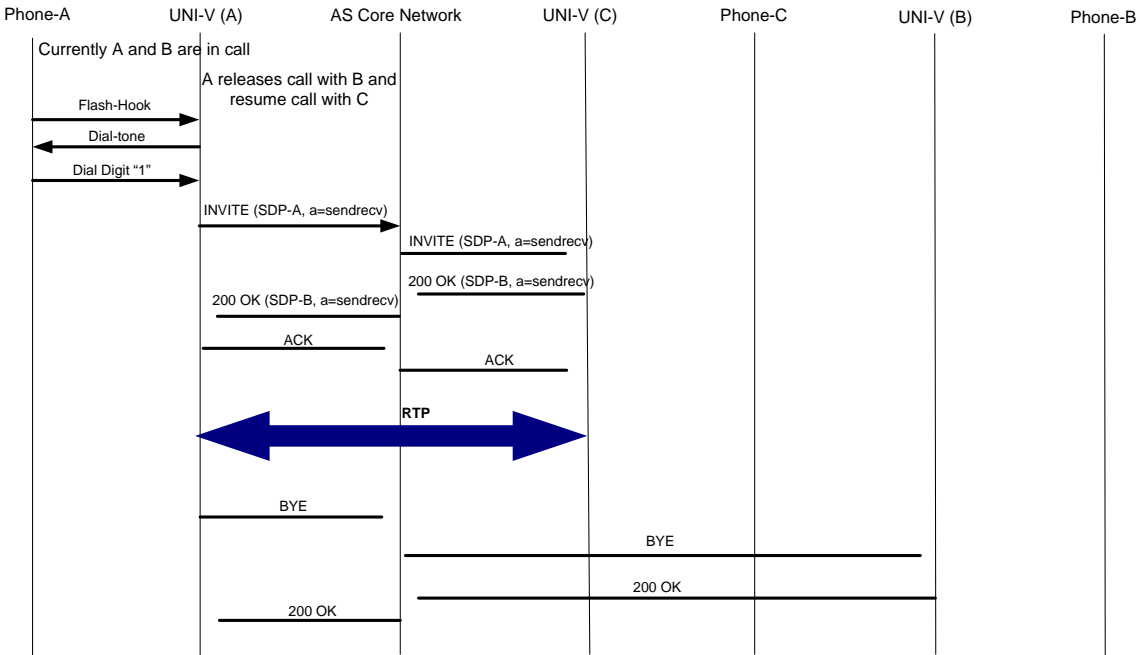 Phone-A
UNI-V (A)
AS Core Network
UNI-V (C)
Phone-C
UNI-V (B)
Phone-B
Currently A and B are in call
A releases call with B and
resume call with C
Flash-Hook
Dial-tone
Dial Digit “1”
INVITE (SDP-A, a=sendrecv)
INVITE (SDP-A, a=sendrecv)
200 OK (SDP-B, a=sendrecv)
200 OK (SDP-B, a=sendrecv)
ACK
ACK
RTP
BYE
BYE
200 OK
200 OK